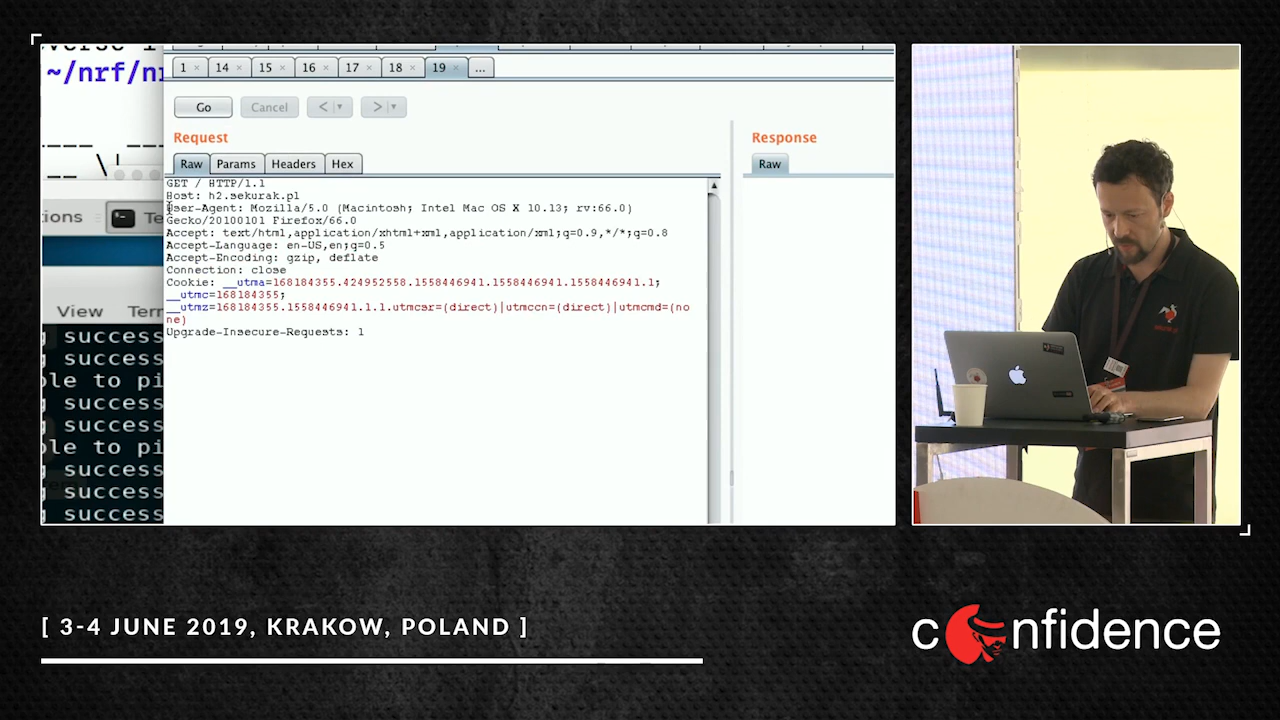 ~/nrf/nr
1 14 15 16 17 18 19 ...
Go Cancel < >
Request
Response
Raw Params Headers Hex
Raw
GET / HTTP/1.1
Host: h2.sekurak.pl
User-Agent: Mozilla/5.0 (Macintosh; Intel Mac OS X 10.13; rv:66.0)
Gecko/20100101 Firefox/66.0
Accept: text/html,application/xhtml+xml,application/xml;q=0.9,*/*;q=0.8
Accept-Language: en-US,en;q=0.5
Accept-Encoding: gzip, deflate
Connection: close
Cookie: __utma=168184355.424952558.1558446941.1558446941.1558446941.1;
__utmc=168184355;
__utmz=168184355.1558446941.1.1.utmcsr=(direct)|utmccn=(direct)|utmcmd=(no
ne)
Upgrade-Insecure-Requests: 1
ions Te
View Terr
g success
g success
ole to pi
g success
g success
ole to pi
g success
g success
g success
[ 3-4 JUNE 2019, KRAKOW, POLAND ]
confidence